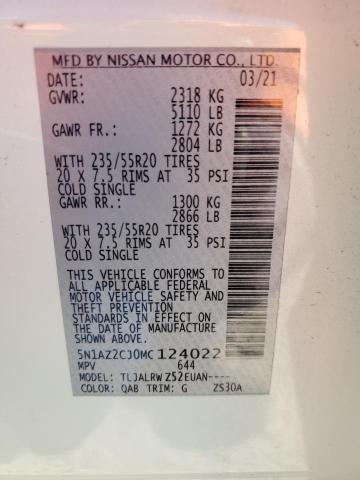 MFD BY NISSAN MOTOR CO., LTD.
DATE: 03/21
GVWR: 2318 KG
5110 LB
GAWR FR.: 1272 KG
2804 LB
WITH 235/55R20 TIRES
20 X 7.5 RIMS AT 35 PSI
COLD SINGLE
GAWR RR.: 1300 KG
2866 LB
WITH 235/55R20 TIRES
20 X 7.5 RIMS AT 35 PSI
COLD SINGLE
THIS VEHICLE CONFORMS TO
ALL APPLICABLE FEDERAL
MOTOR VEHICLE SAFETY
AND THEFT PREVENTION
STANDARDS IN EFFECT ON
THE DATE OF MANUFACTURE
SHOWN ABOVE.
5N1AZ2CJ0MC124022
MPV 644
MODEL: TLJALRWZ52EUAN----
COLOR: QAB TRIM: G ZS30A